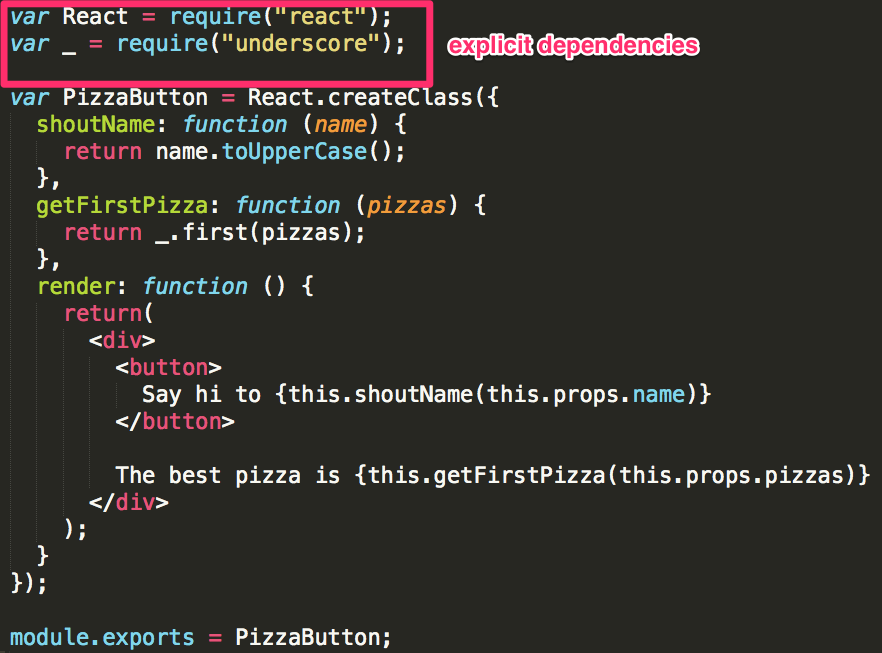 var React = require("react");
var _ = require("underscore");
explicit dependencies
var PizzaButton = React.createClass({
  shoutName: function (name) {
    return name.toUpperCase();
  },
  getFirstPizza: function (pizzas) {
    return _.first(pizzas);
  },
  render: function () {
    return(
      <div>
        <button>
          Say hi to {this.shoutName(this.props.name)}
        </button>

        The best pizza is {this.getFirstPizza(this.props.pizzas)}
      </div>
    );
  }
});

module.exports = PizzaButton;